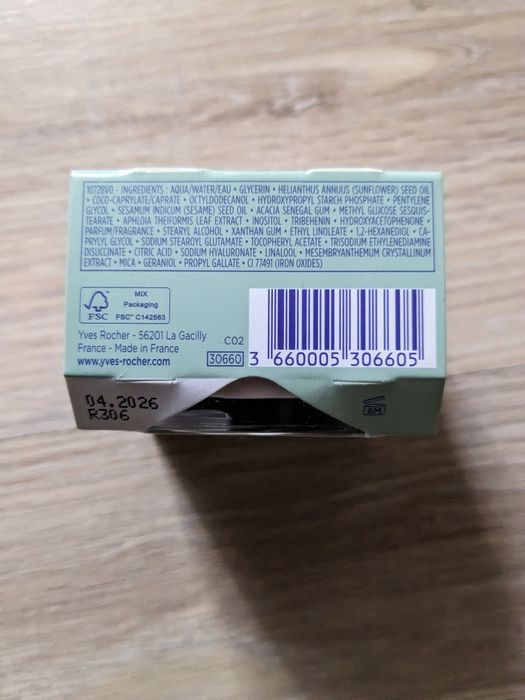 10728V0 - INGREDIENTS : AQUA/WATER/EAU • GLYCERIN • HELIANTHUS ANNUUS (SUNFLOWER) SEED OIL
• COCO-CAPRYLATE/CAPRATE • OCTYLDODECANOL • HYDROXYPROPYL STARCH PHOSPHATE • PENTYLENE
GLYCOL • SESAMUM INDICUM (SESAME) SEED OIL • ACACIA SENEGAL GUM • METHYL GLUCOSE SESQUIS-
TEARATE • APHLOIA THEIFORMIS LEAF EXTRACT • INOSITOL • TRIBEHENIN • HYDROXYACETOPHENONE •
PARFUM/FRAGRANCE • STEARYL ALCOHOL • XANTHAN GUM • ETHYL LINOLEATE • 1,2-HEXANEDIOL • CA-
PRYLYL GLYCOL • SODIUM STEAROYL GLUTAMATE • TOCOPHERYL ACETATE • TRISODIUM ETHYLENEDIAMINE
DISUCCINATE • CITRIC ACID • SODIUM HYALURONATE • LINALOOL • MESEMBRYANTHEMUM CRYSTALLINUM
EXTRACT • MICA • GERANIOL • PROPYL GALLATE • CI 77491 (IRON OXIDES)
FSC
MIX
Packaging
FSC® C142563
Yves Rocher - 56201 La Gacilly
France - Made in France
www.yves-rocher.com
C02
30660
3 660005 306605
04.2026
R306
6M